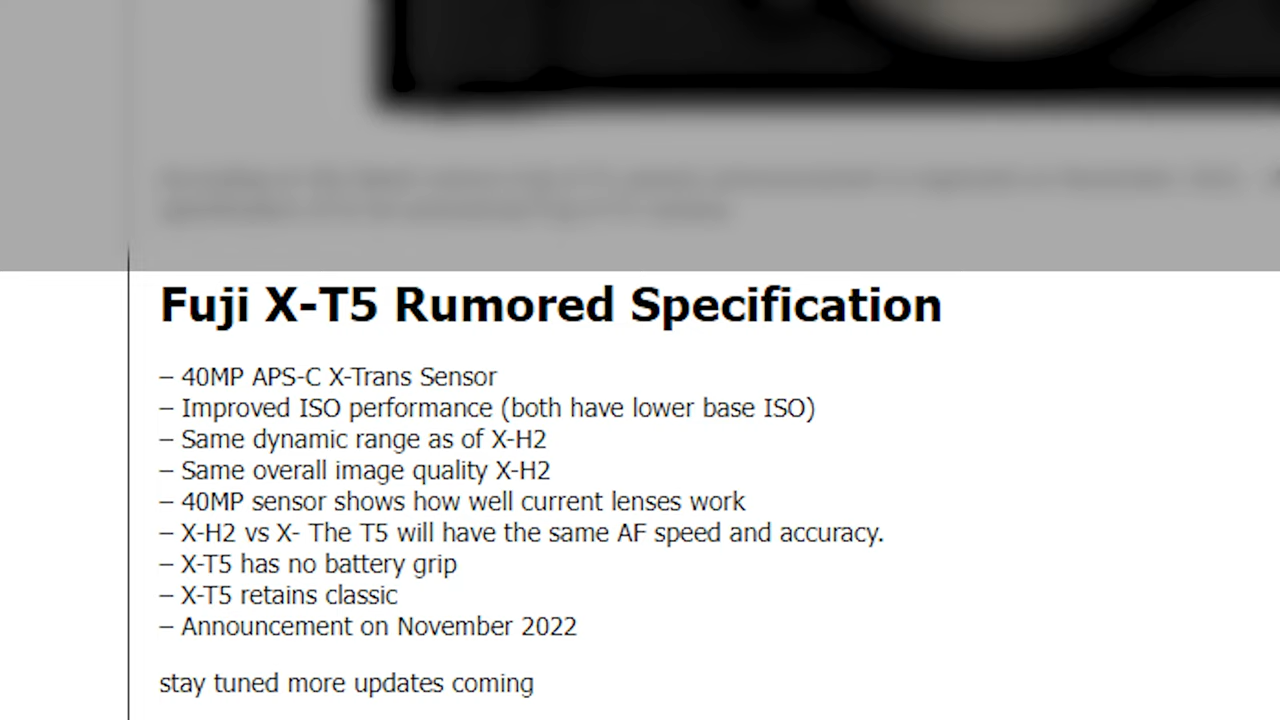 Fuji X-T5 Rumored Specification
– 40MP APS-C X-Trans Sensor
– Improved ISO performance (both have lower base ISO)
– Same dynamic range as of X-H2
– Same overall image quality X-H2
– 40MP sensor shows how well current lenses work
– X-H2 vs X- The T5 will have the same AF speed and accuracy.
– X-T5 has no battery grip
– X-T5 retains classic
– Announcement on November 2022
stay tuned more updates coming